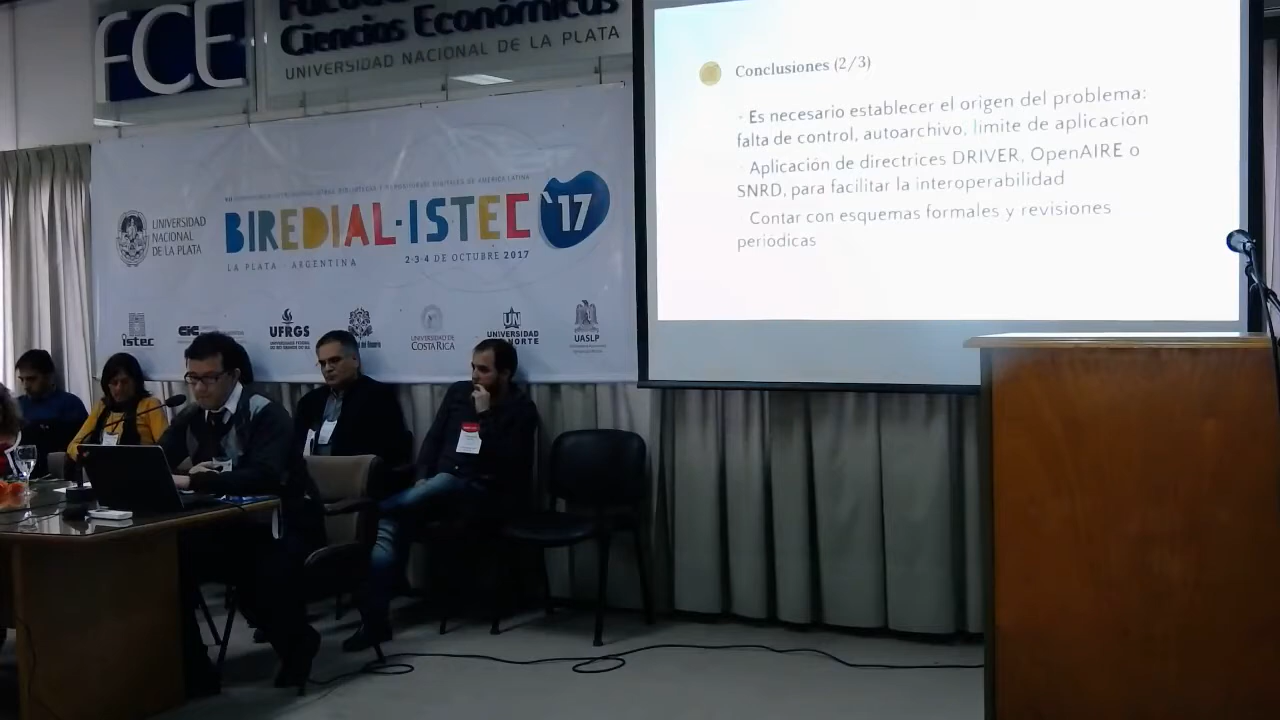 FCE
Ciencias Económicas
UNIVERSIDAD NACIONAL DE LA PLATA
BIREDIAL-ISTEC '17
LA PLATA - ARGENTINA
2·3·4 DE OCTUBRE 2017
UNIVERSIDAD
NACIONAL
DE LA PLATA
istec
CIC
UFRGS
UNIVERSIDAD DE
COSTA RICA
UN
UNIVERSIDAD
UASLP
Conclusiones (2/3)
· Es necesario establecer el origen del problema:
falta de control, autoarchivo, limite de aplicación
· Aplicación de directrices DRIVER, OpenAIRE o
SNRD, para facilitar la interoperabilidad
Contar con esquemas formales y revisiones
periódicas